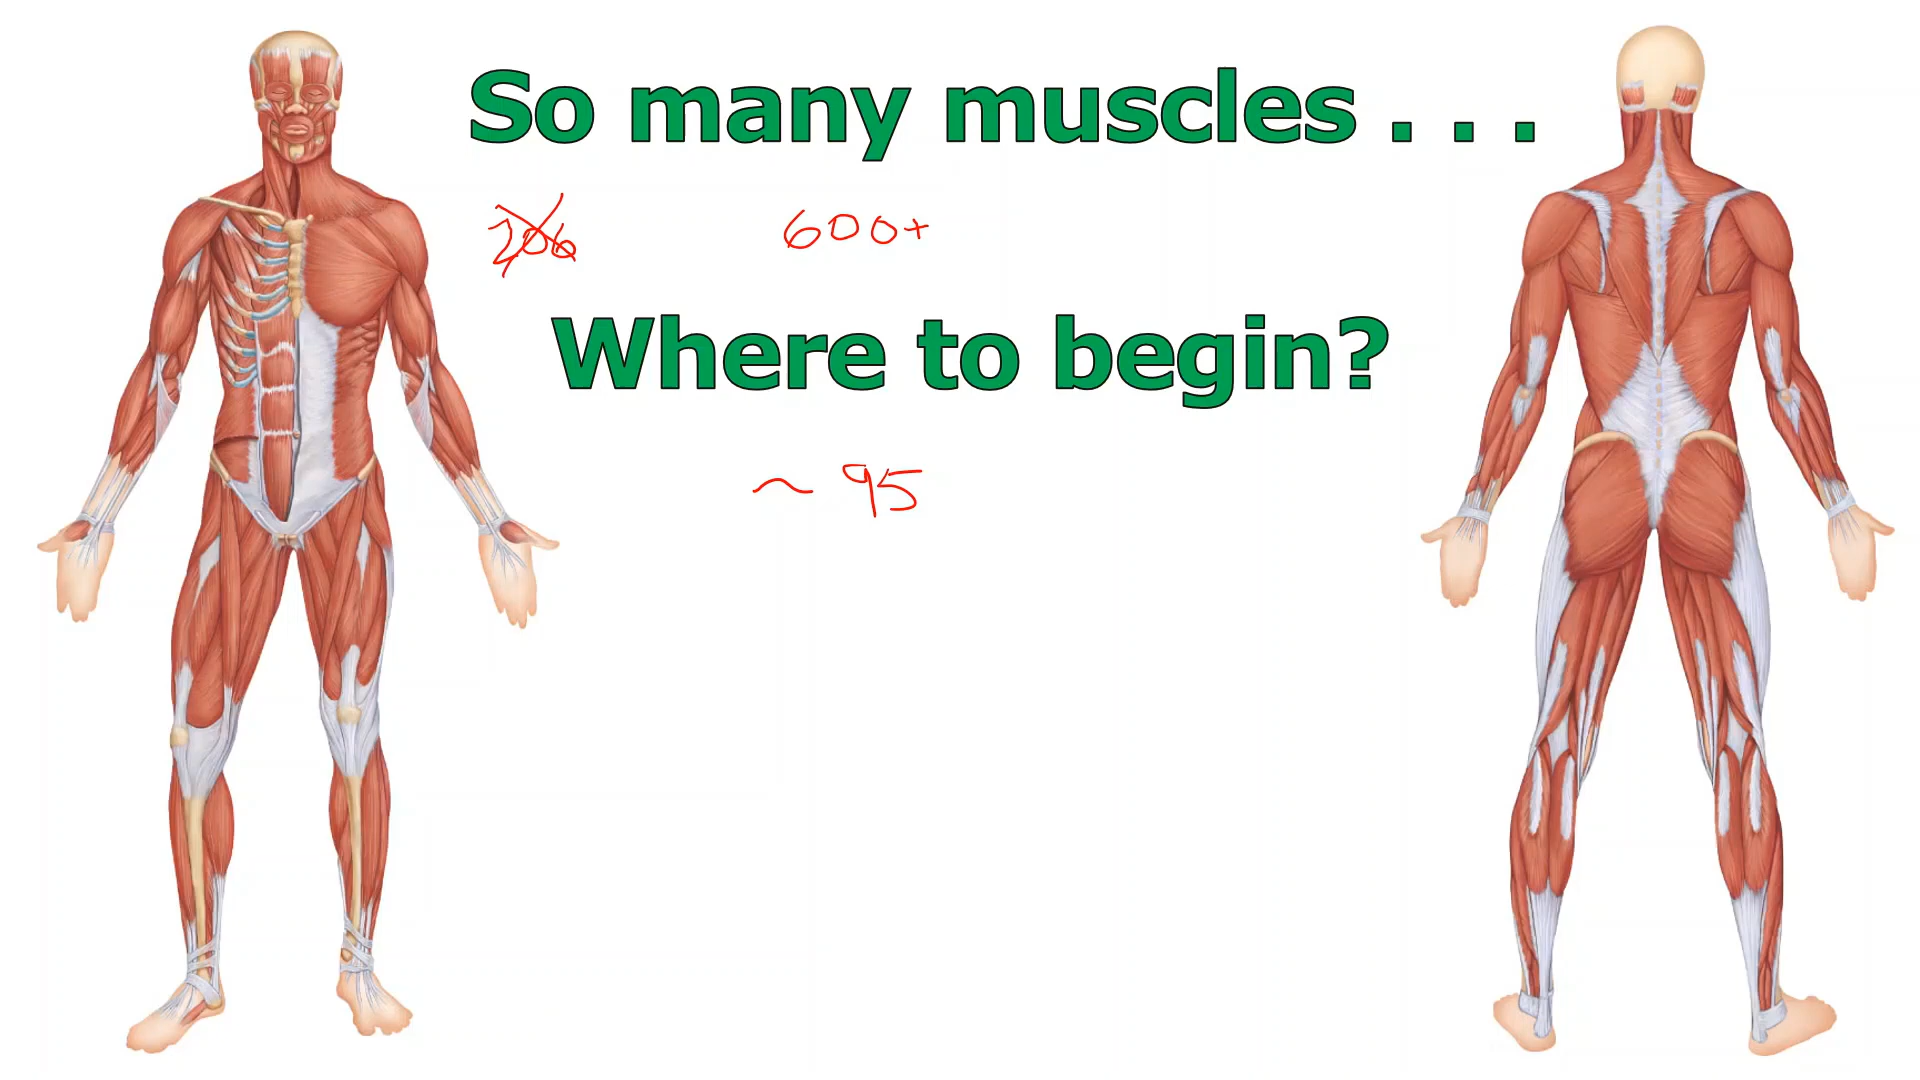 So many muscles . . .
206 600+
Where to begin?
~ 95